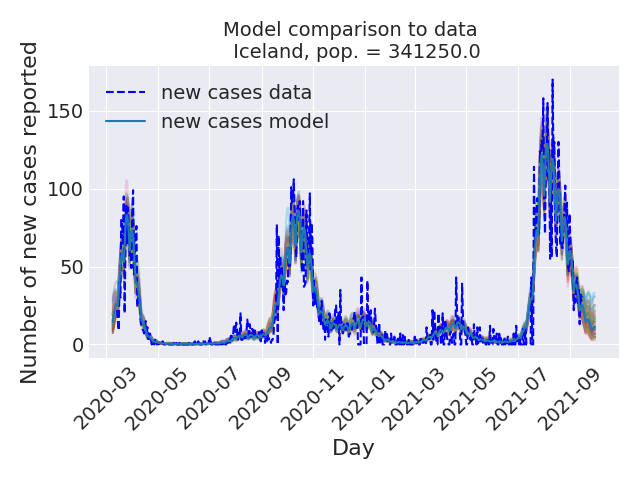 Model comparison to data
Iceland, pop. = 341250.0
Number of new cases reported
new cases data
new cases model
150
100
50
0
2020-03
2020-05
2020-07
2020-09
2020-11
2021-01
2021-03
2021-05
2021-07
2021-09
Day